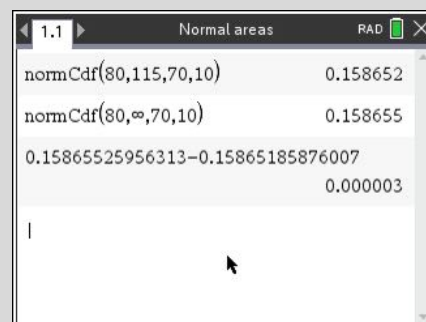 1.1 Normal areas RAD
normCdf(80,115,70,10) 0.158652
normCdf(80,∞,70,10) 0.158655
0.15865525956313−0.15865185876007
0.000003